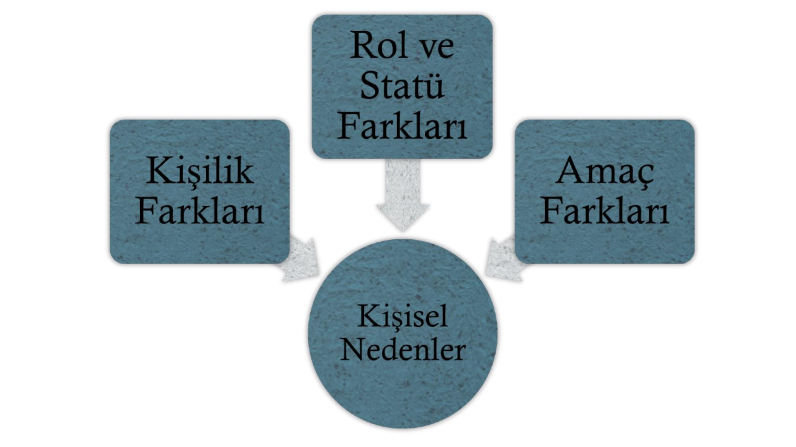 Rol ve
Statü
Farkları
Kişilik
Farkları
Amaç
Farkları
Kişisel
Nedenler